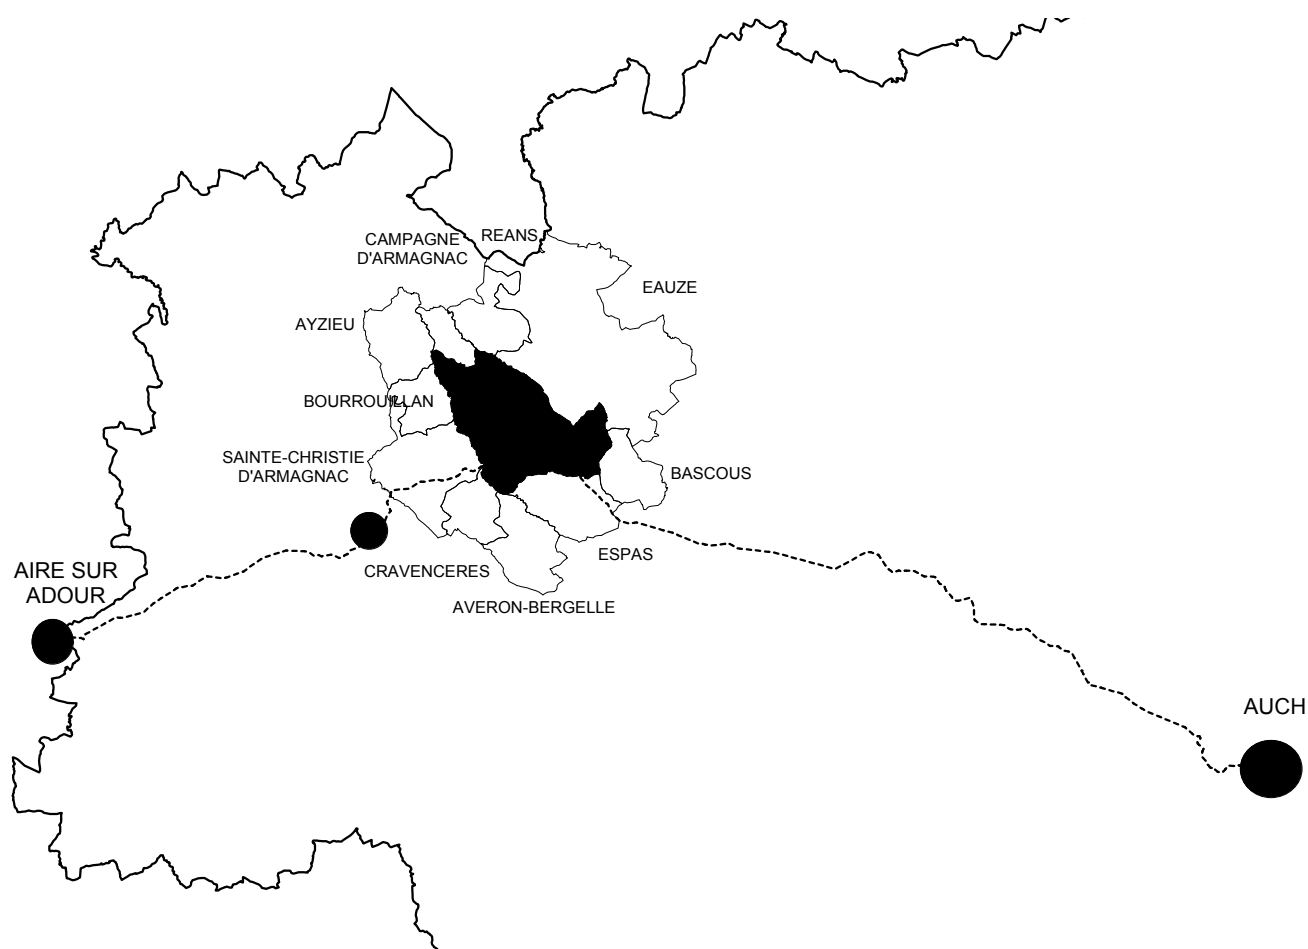 REANS
CAMPAGNE
D'ARMAGNAC
EAUZE
AYZIEU
BOURROUILLAN
SAINTE-CHRISTIE
D'ARMAGNAC
BASCOUS
ESPAS
CRAVENCERES
AIRE SUR
ADOUR
AVERON-BERGELLE
AUCH